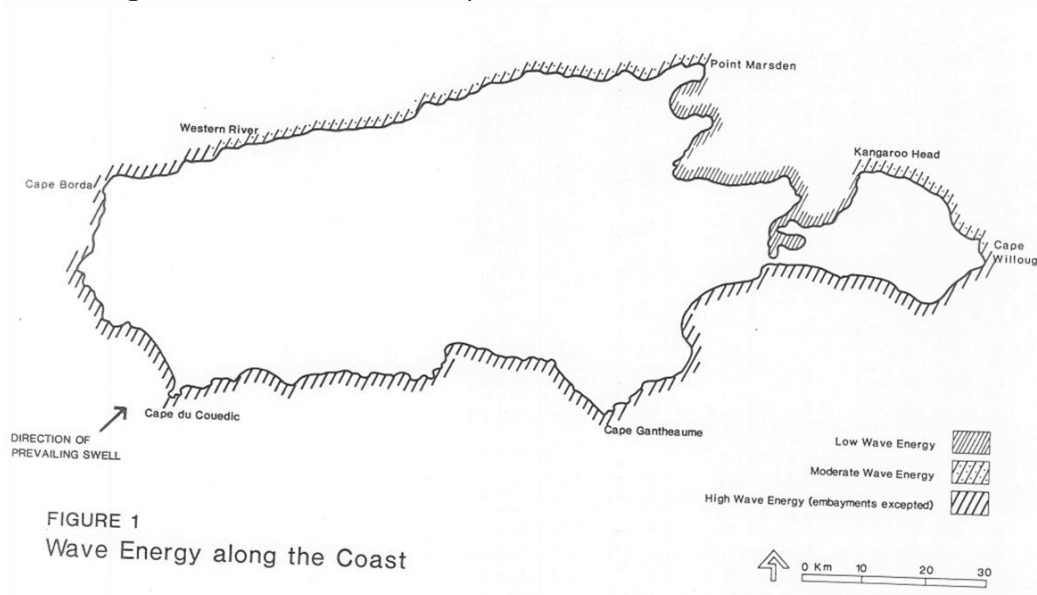 Point Marsden
Western River
Kangaroo Head
Cape Borda
Cape
Willoug
Cape du Couedic
Cape Gantheaume
DIRECTION OF
PREVAILING SWELL
Low Wave Energy
Moderate Wave Energy
High Wave Energy (embayments excepted)
FIGURE 1
Wave Energy along the Coast
0 Km 10 20 30